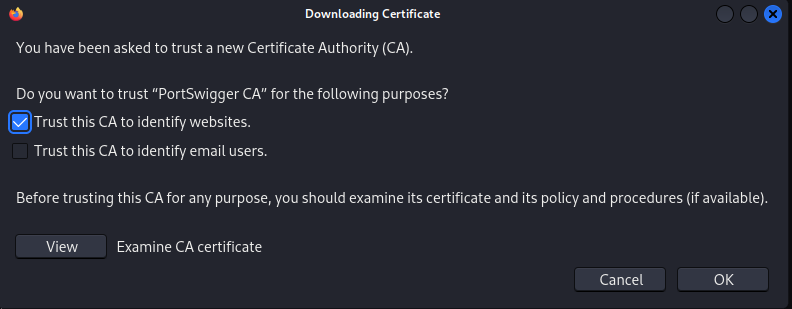 Downloading Certificate
You have been asked to trust a new Certificate Authority (CA).
Do you want to trust “PortSwigger CA” for the following purposes?
Trust this CA to identify websites.
Trust this CA to identify email users.
Before trusting this CA for any purpose, you should examine its certificate and its policy and procedures (if available).
View Examine CA certificate
Cancel OK